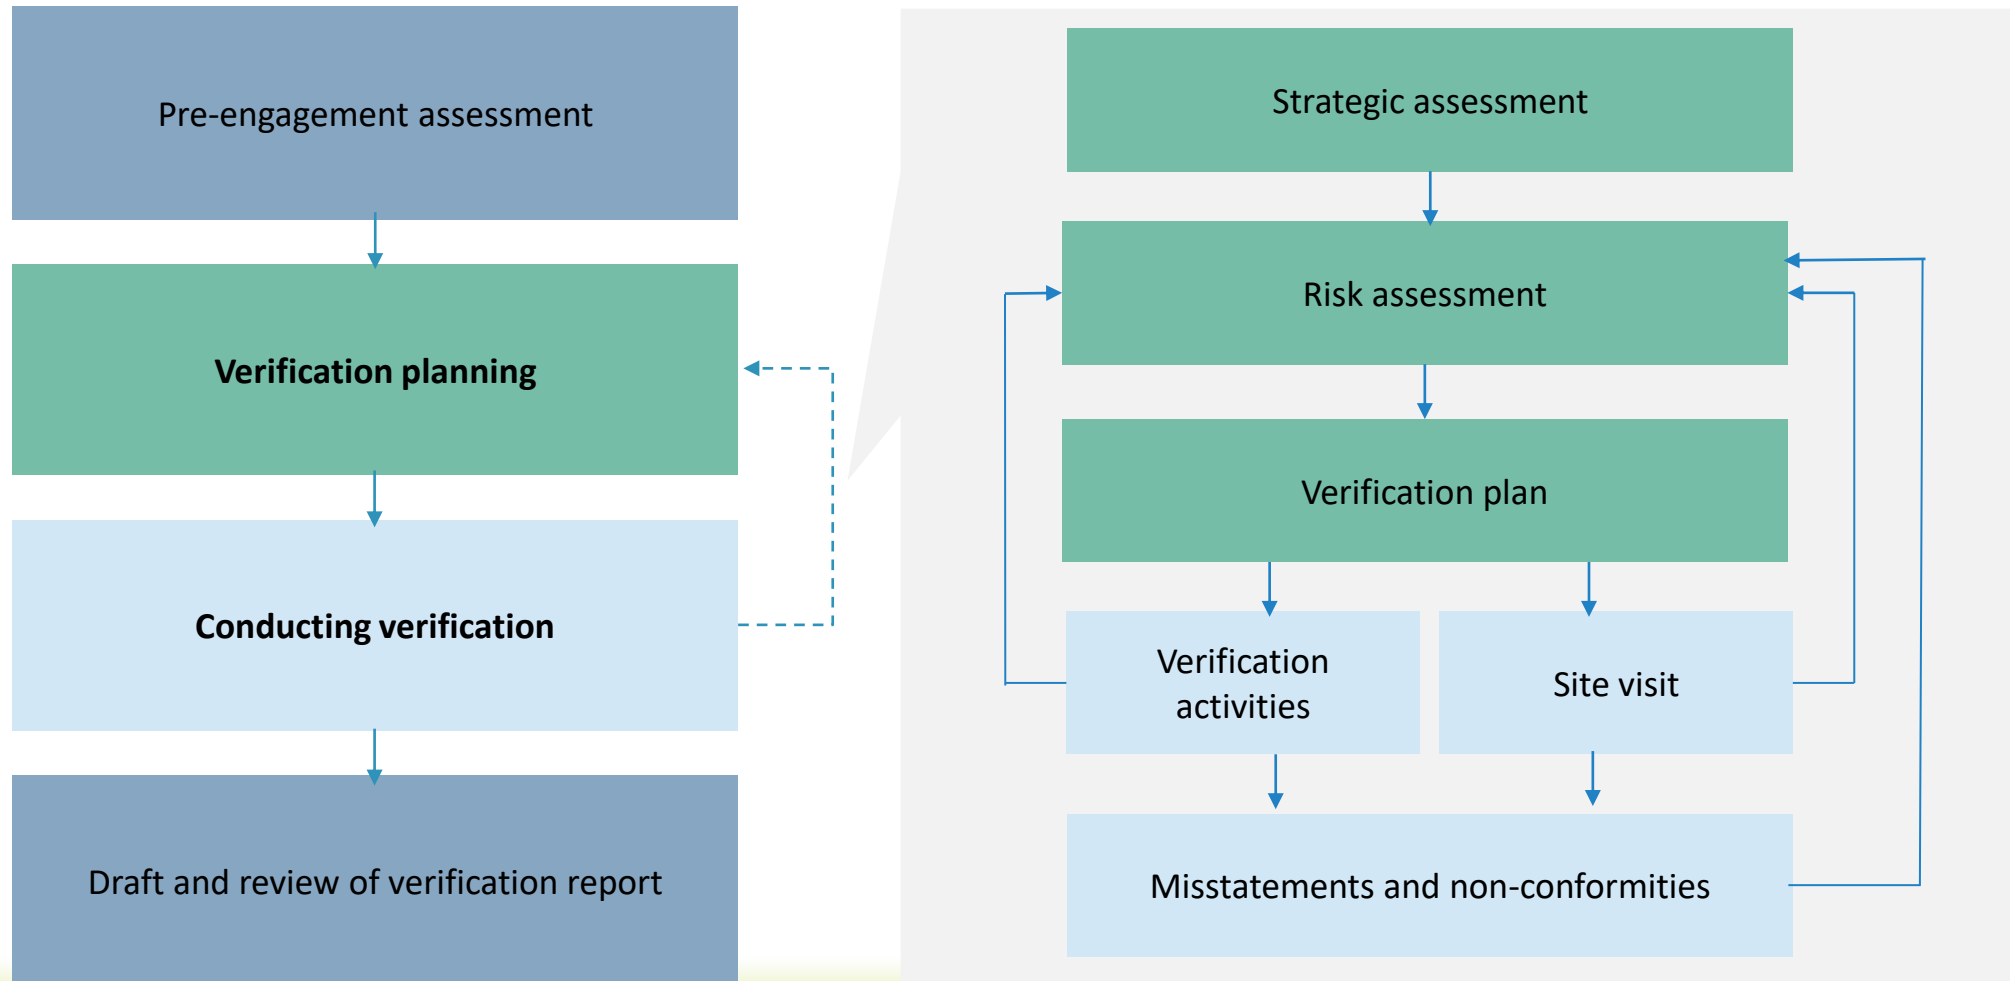 Pre-engagement assessment
Verification planning
Conducting verification
Draft and review of verification report
Strategic assessment
Risk assessment
Verification plan
Verification
activities
Site visit
Misstatements and non-conformities